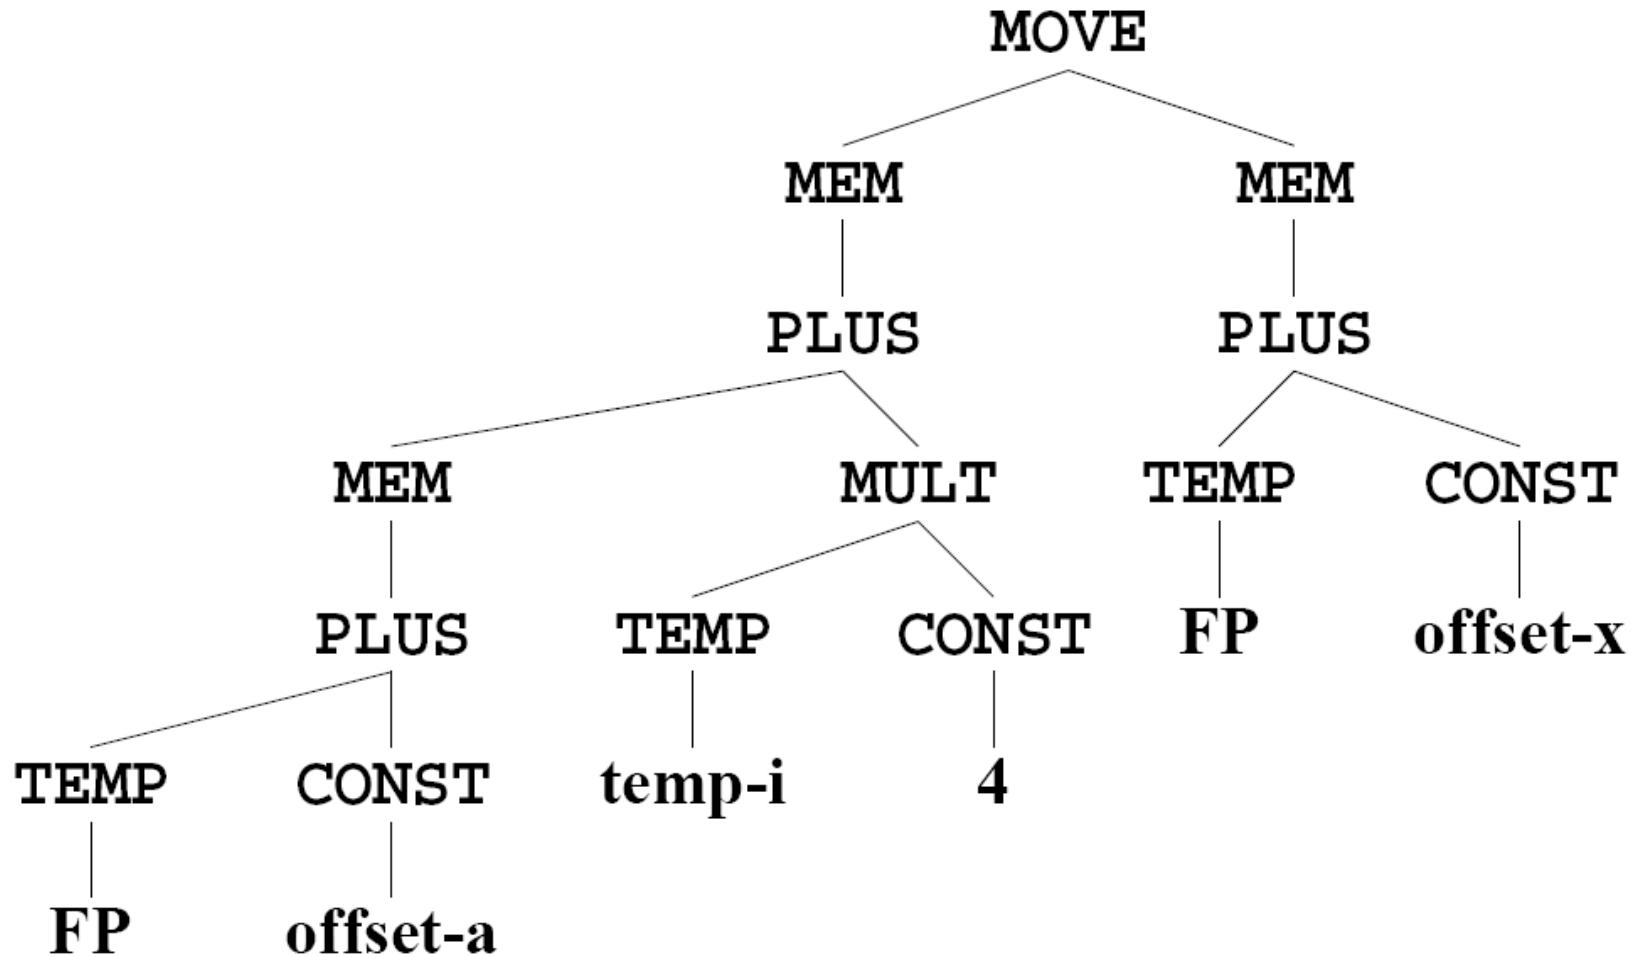 MOVE
MEM MEM
PLUS PLUS
MEM MULT TEMP CONST
PLUS TEMP CONST FP offset-x
TEMP CONST temp-i 4
FP offset-a